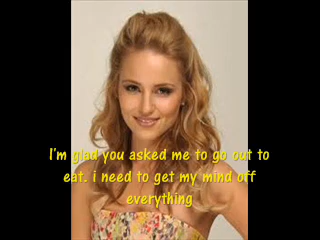 I'm glad you asked me to go out to
eat. i need to get my mind off
everything